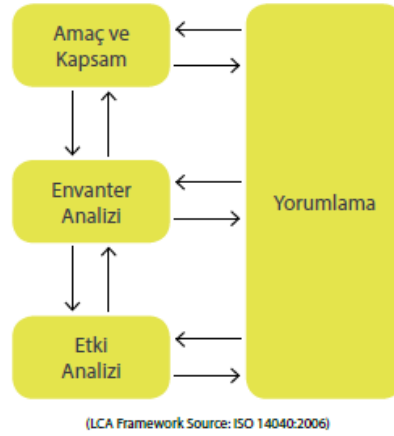 Amaç ve
Kapsam
Envanter
Analizi
Yorumlama
Etki
Analizi
(LCA Framework Source: ISO 14040:2006)